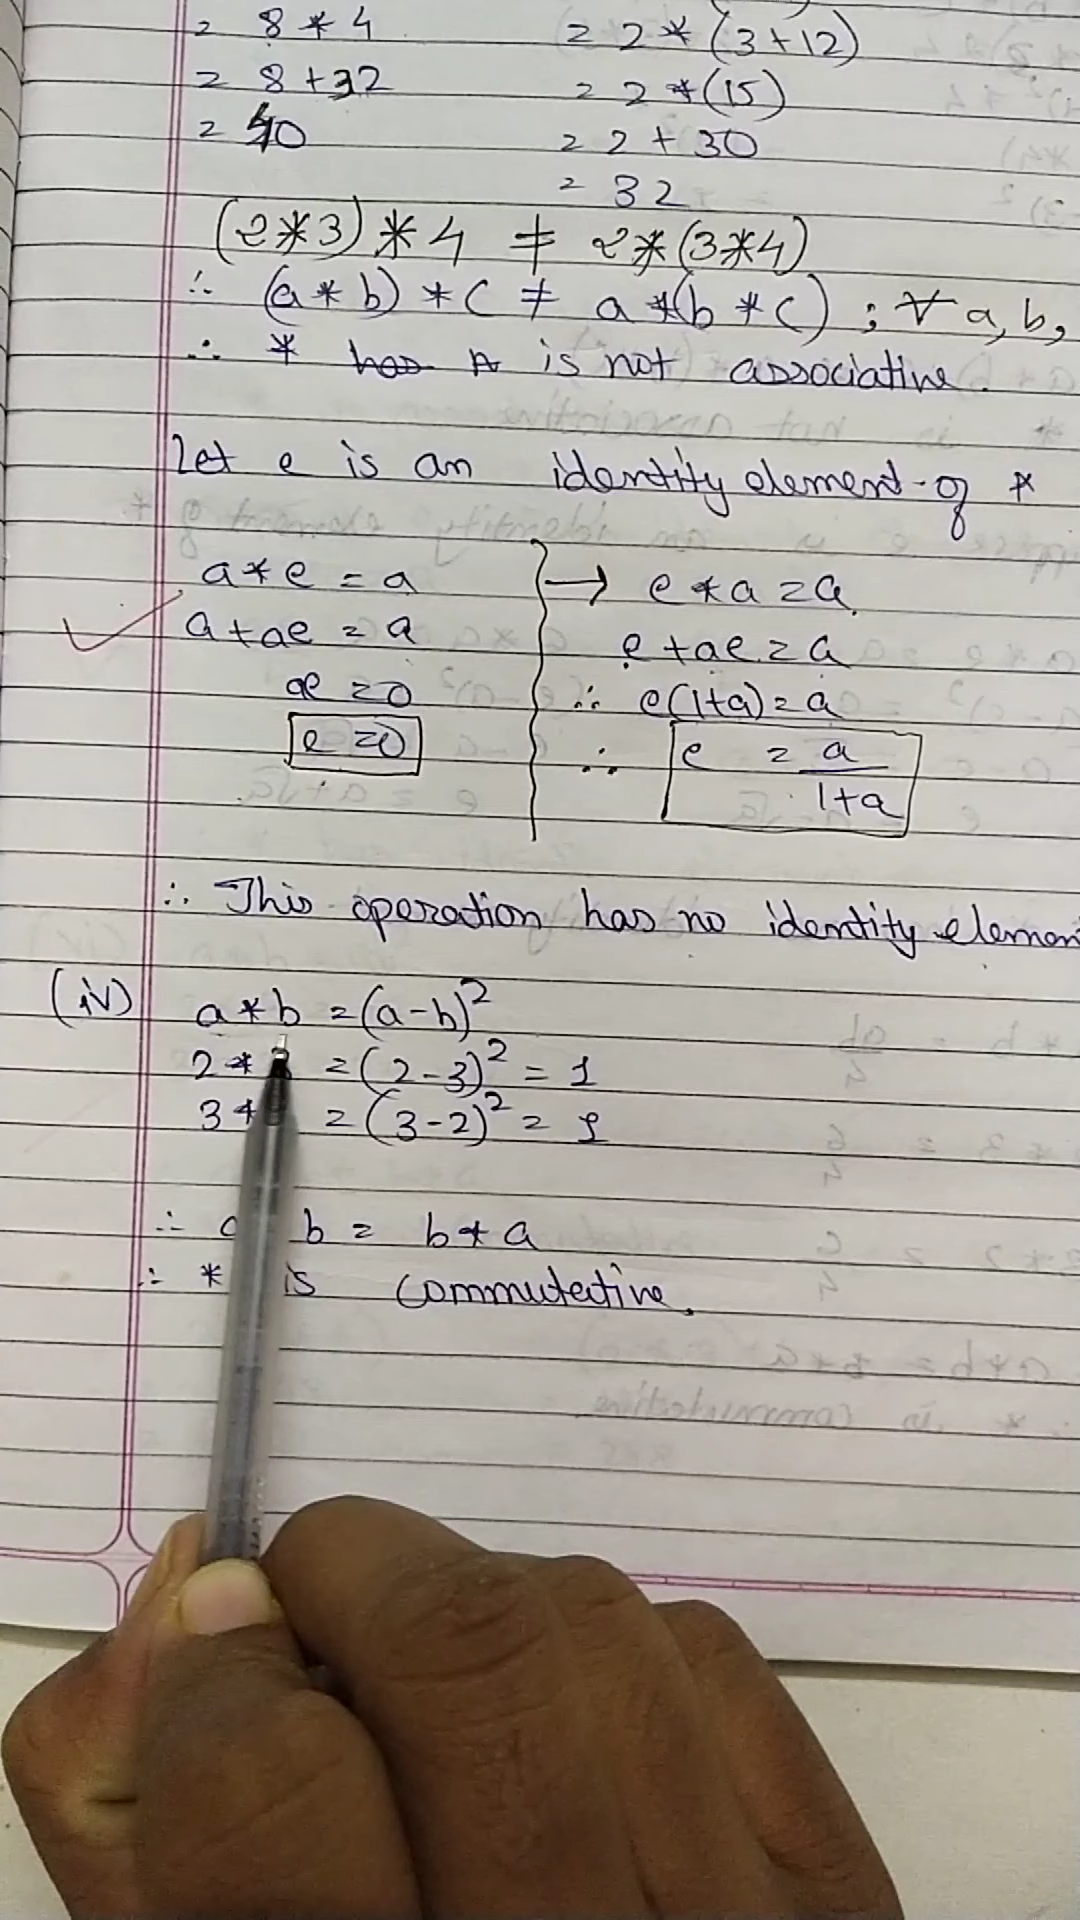 = 8 * 4
= 8 + 32
= 40
= 2 * (3+12)
= 2 * (15)
= 2 + 30
= 32
(2*3) * 4 ≠ 2*(3*4)
∴ (a * b) * c ≠ a *(b * c) ; ∀ a, b,
∴ * is not associative.
Let e is an identity element of *
a * e = a
a + ae = a
ae = 0
e = 0
→ e * a = a
e + ae = a
∴ e(1+a) = a
∴ e = a
1+a
∴ This operation has no identity elemen
(iv) a * b = (a-b)²
2 * = (2-3)² = 1
3 * = (3-2)² = 1
∴ b = b * a
∴ * is commutective.